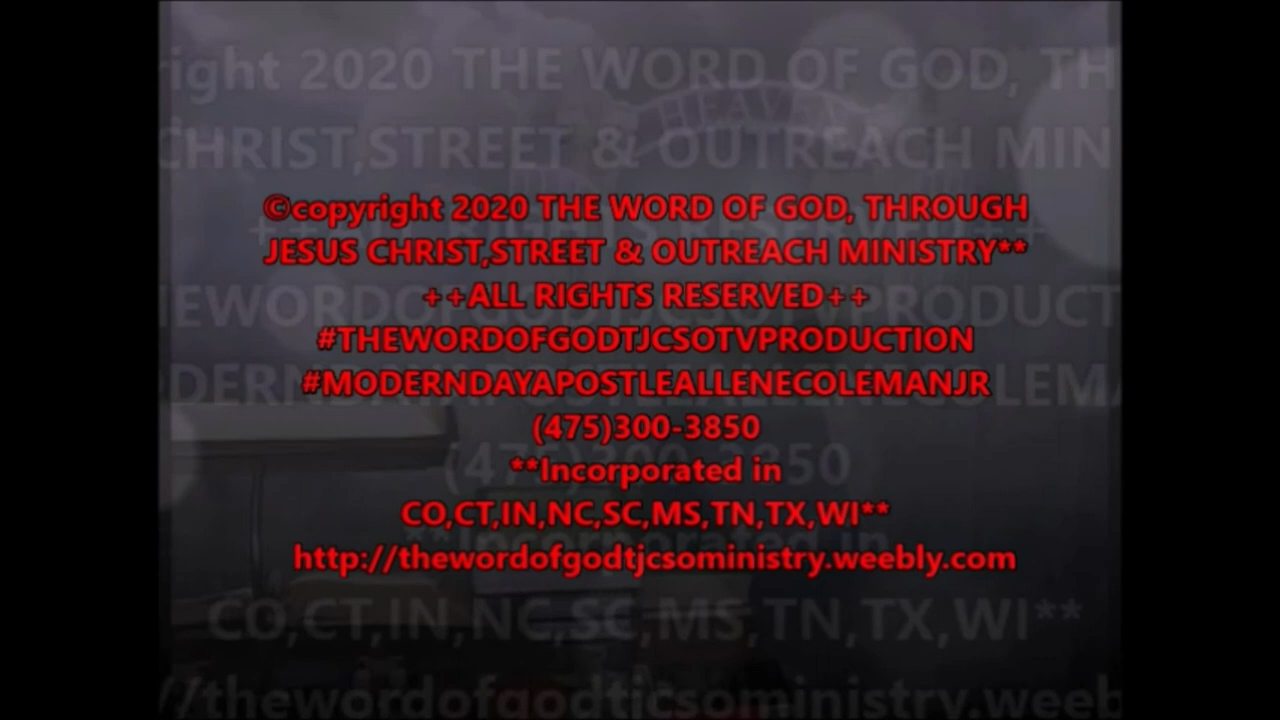 ©copyright 2020 THE WORD OF GOD, THROUGH
JESUS CHRIST,STREET & OUTREACH MINISTRY**
++ALL RIGHTS RESERVED++
#THEWORDOFGODTJCSOTVPRODUCTION
#MODERNDAYAPOSTLEALLENECOLEMANJR
(475)300-3850
**Incorporated in
CO,CT,IN,NC,SC,MS,TN,TX,WI**
http://thewordofgodtjcsoministry.weebly.com